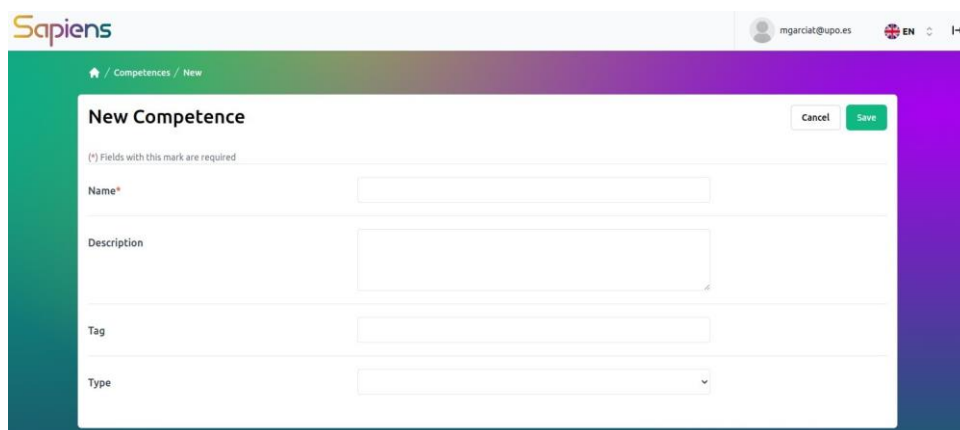 Sapiens
mgarciat@upo.es
EN
/ Competences / New
New Competence
Cancel
Save
(*) Fields with this mark are required
Name*
Description
Tag
Type